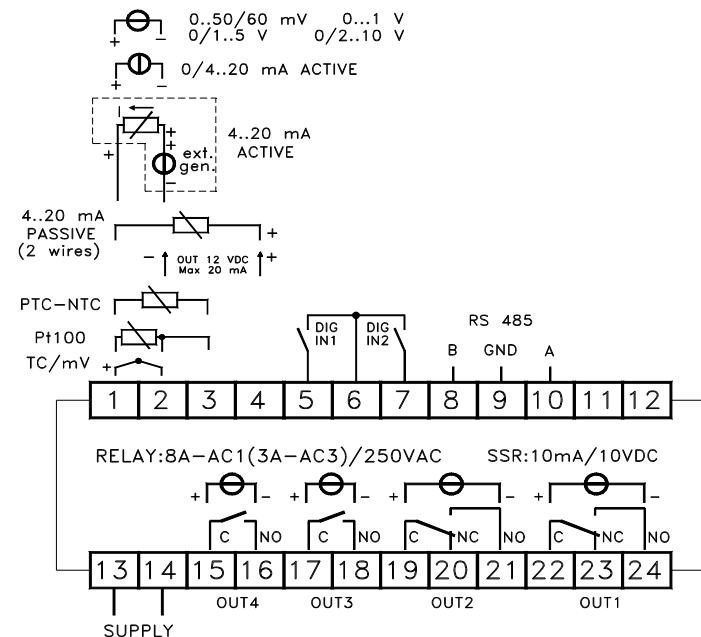 0..50/60 mV 0...1 V
+ − 0/1..5 V 0/2..10 V
0/4..20 mA ACTIVE
+ −
I
+
+
4..20 mA
ACTIVE
+ ext.
gen.
−
4..20 mA
PASSIVE
(2 wires)
+
− OUT 12 VDC +
Max 20 mA
PTC−NTC
Pt100
TC/mV
+ −
DIG
IN1
DIG
IN2
RS 485
B GND A
1 2 3 4 5 6 7 8 9 10 11 12
RELAY:8A−AC1(3A−AC3)/250VAC SSR:10mA/10VDC
+ − + − + − + −
C NO C NO C NC NO C NC NO
13 14 15 16 17 18 19 20 21 22 23 24
OUT4 OUT3 OUT2 OUT1
SUPPLY